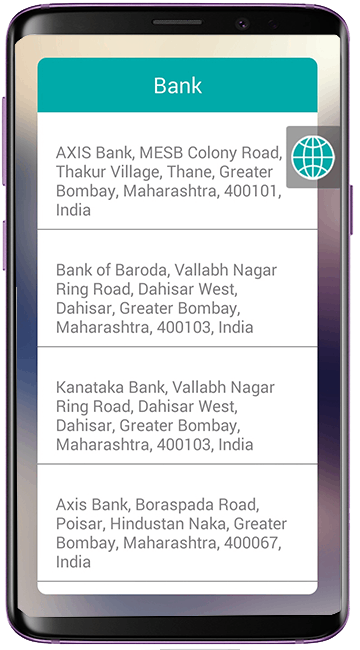 Bank
AXIS Bank, MESB Colony Road,
Thakur Village, Thane, Greater
Bombay, Maharashtra, 400101,
India
Bank of Baroda, Vallabh Nagar
Ring Road, Dahisar West,
Dahisar, Greater Bombay,
Maharashtra, 400103, India
Kanataka Bank, Vallabh Nagar
Ring Road, Dahisar West,
Dahisar, Greater Bombay,
Maharashtra, 400103, India
Axis Bank, Boraspada Road,
Poisar, Hindustan Naka, Greater
Bombay, Maharashtra, 400067,
India